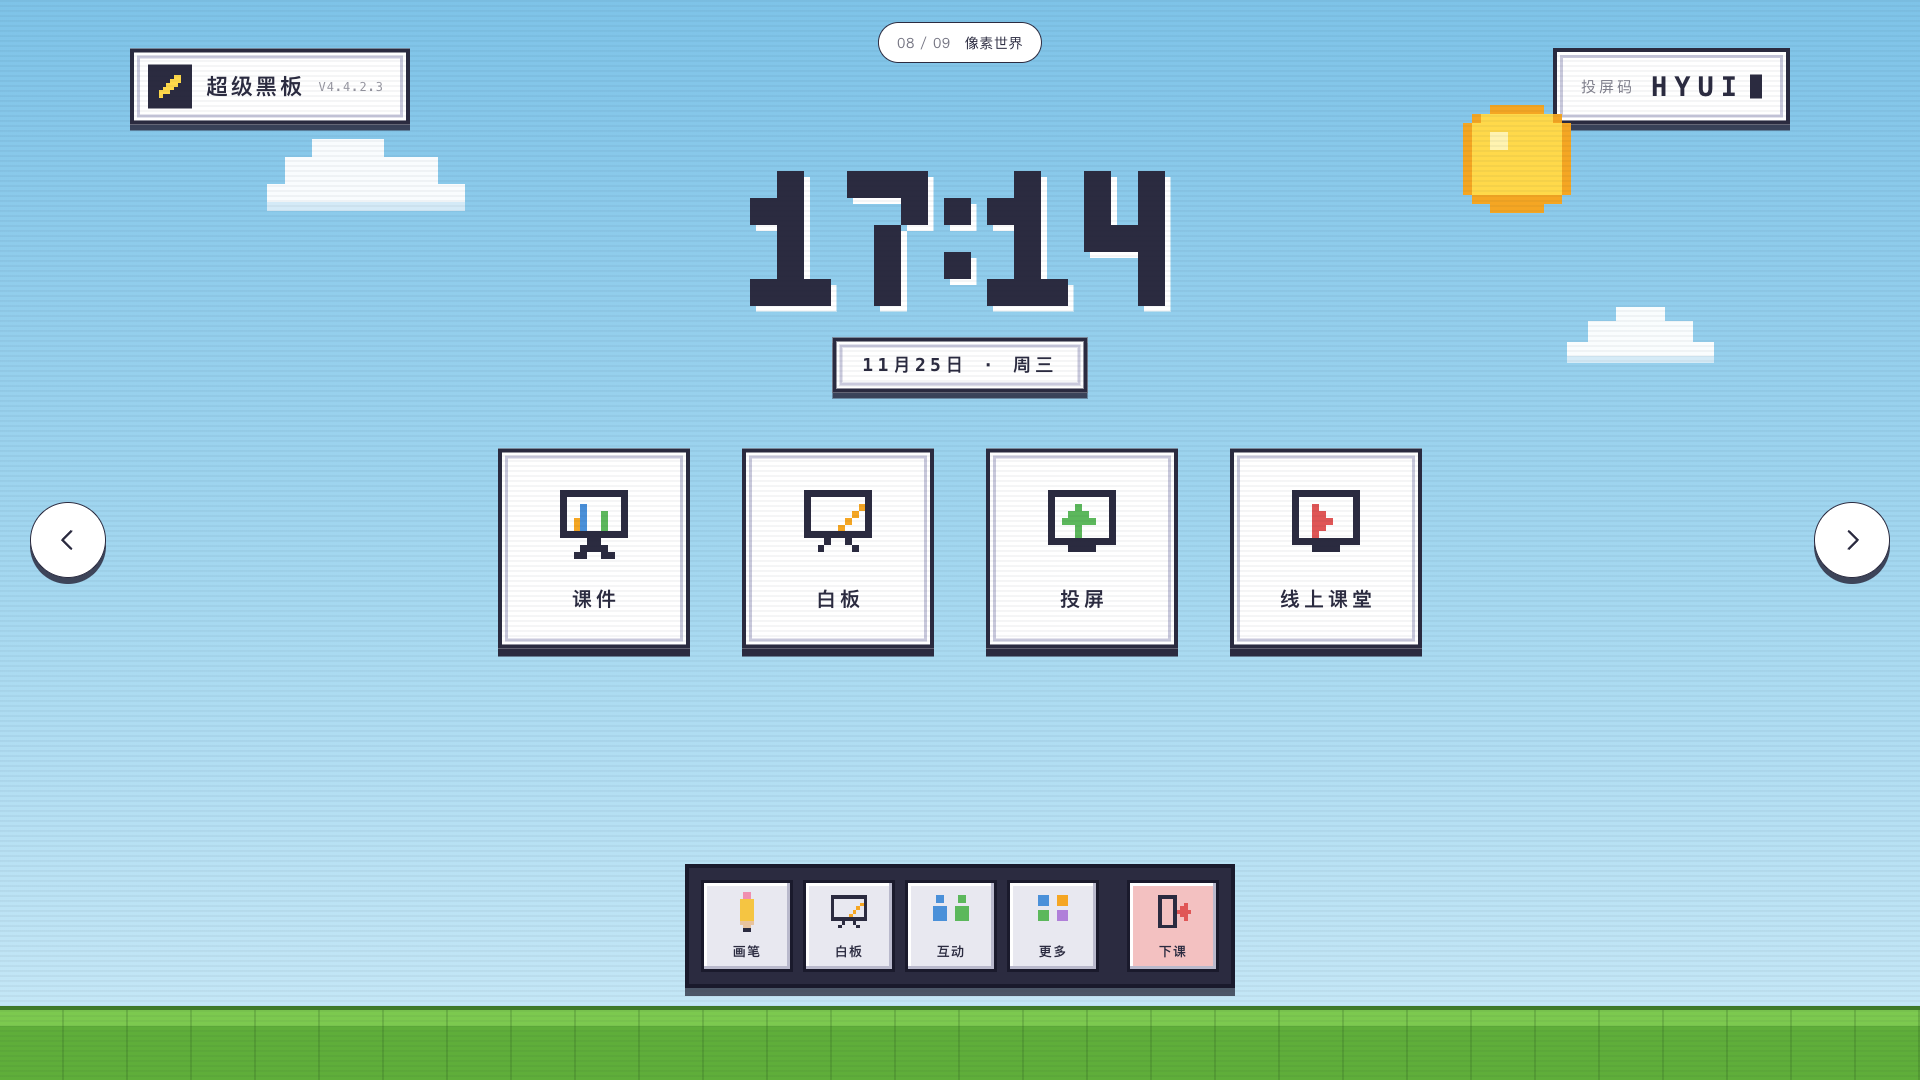 08 / 09 像素世界
超级黑板 V4.4.2.3
投屏码 HYUI
17:14
11月25日 · 周三
课件
白板
投屏
线上课堂
画笔
白板
互动
更多
下课